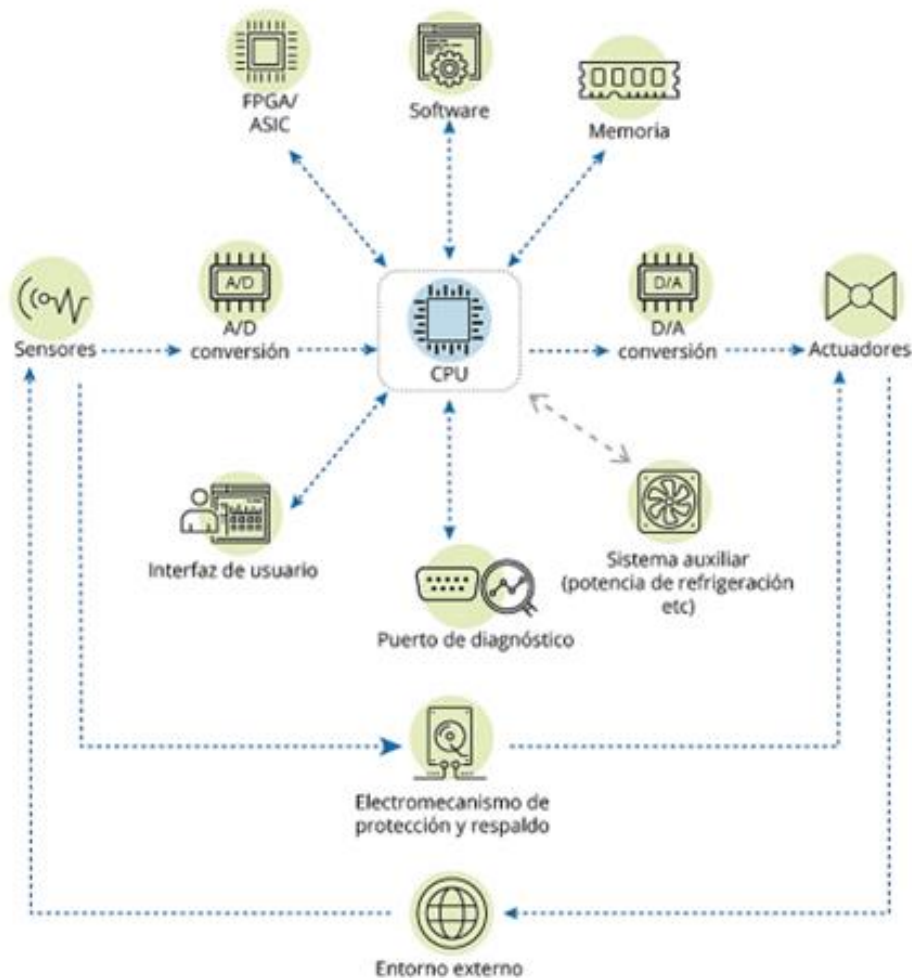 FPGA/
ASIC
Software
Memoria
A/D
D/A
Sensores
A/D
conversión
CPU
D/A
conversión
Actuadores
Interfaz de usuario
Puerto de diagnóstico
Sistema auxiliar
(potencia de refrigeración
etc)
Electromecanismo de
protección y respaldo
Entorno externo